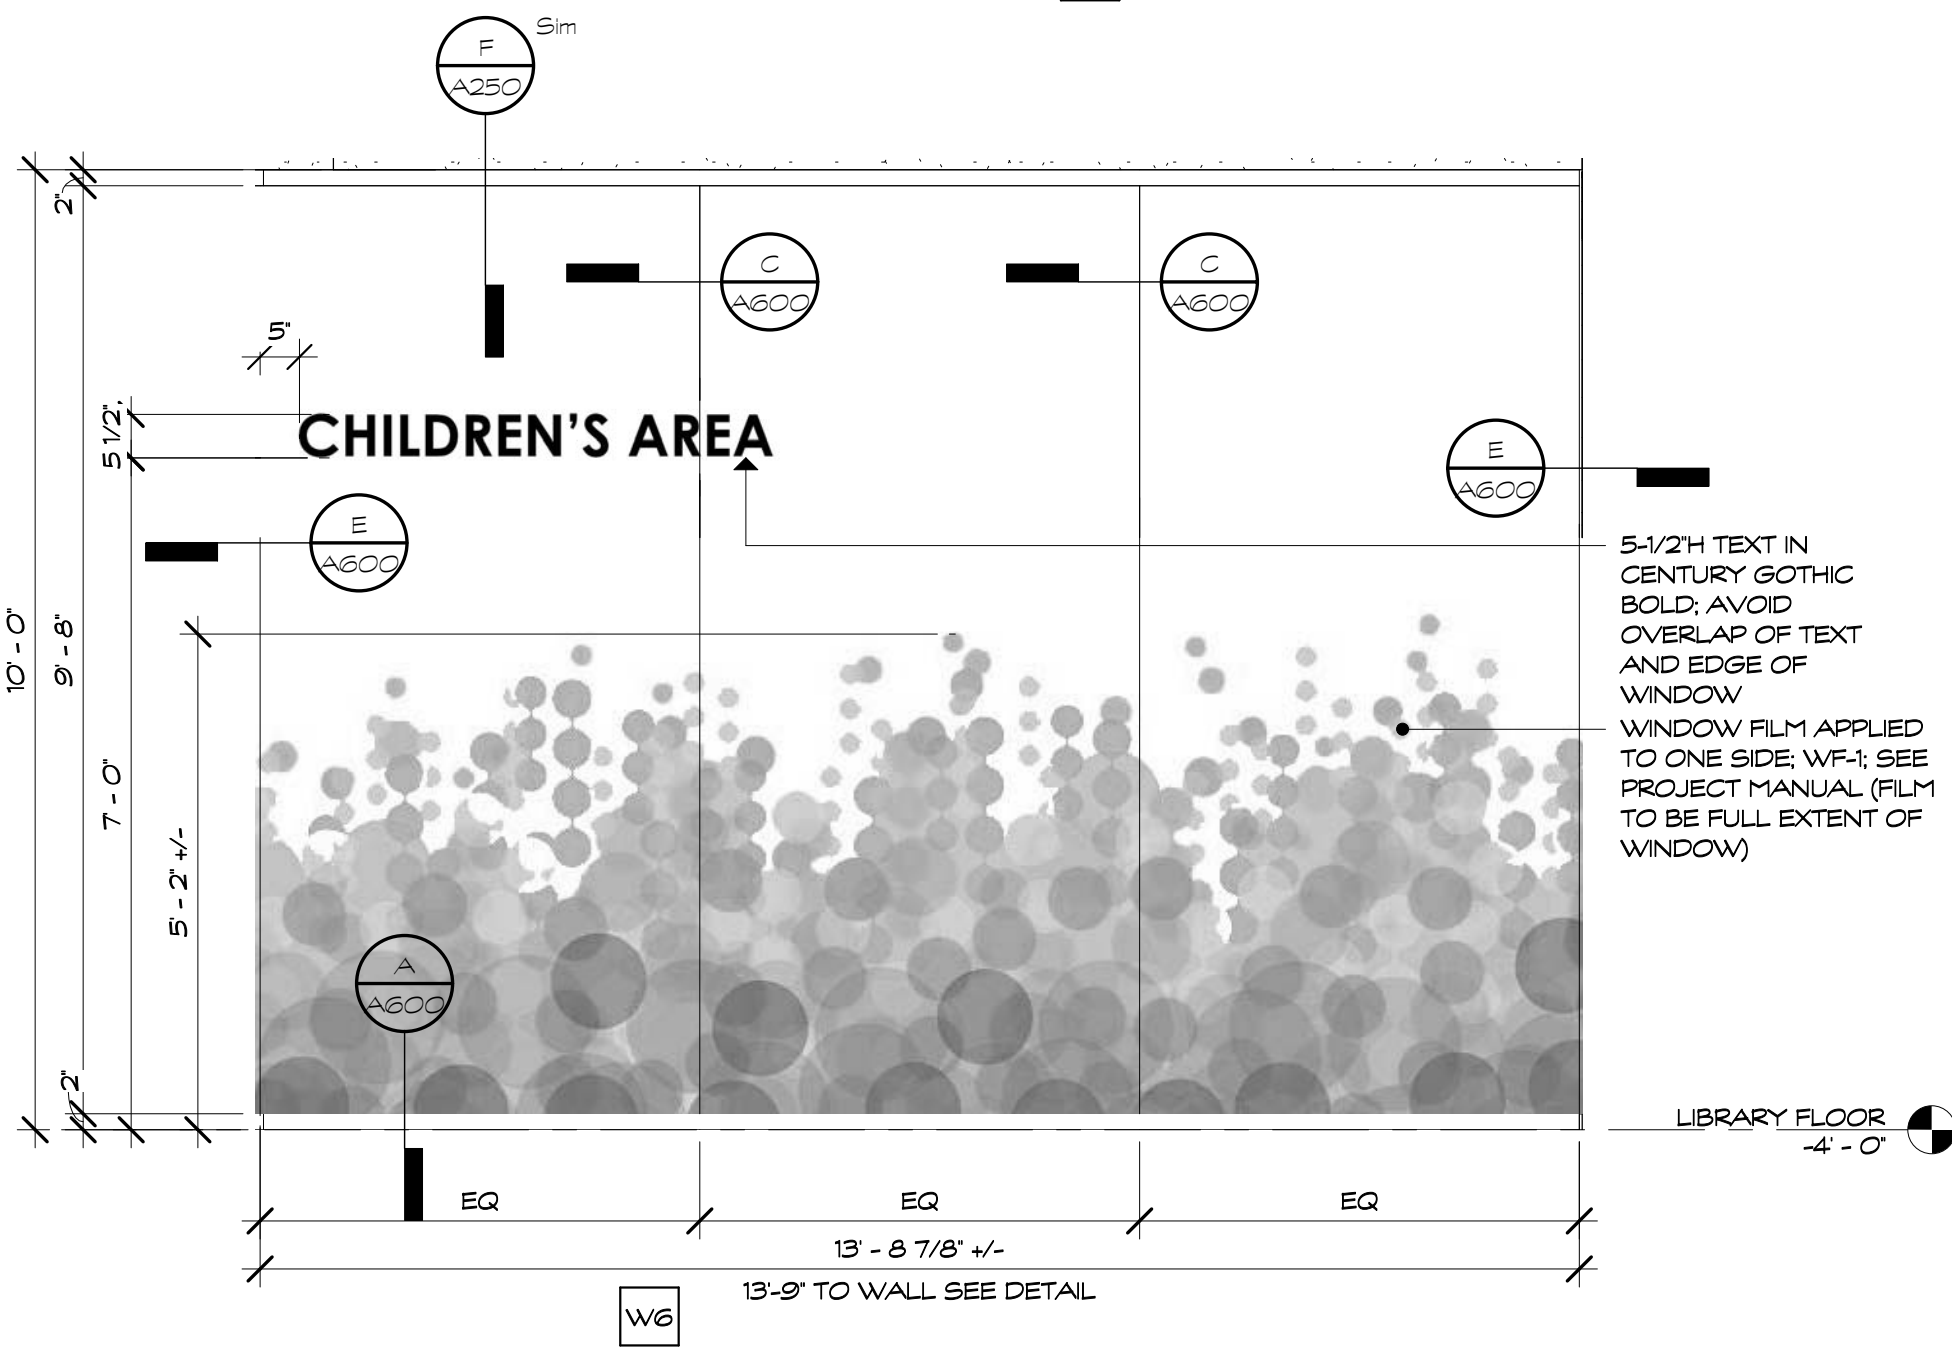 F
A250
Sim
2"
C
A600
C
A600
5"
5 1/2"
CHILDREN'S AREA
E
A600
E
A600
5-1/2"H TEXT IN
CENTURY GOTHIC
BOLD; AVOID
OVERLAP OF TEXT
AND EDGE OF
WINDOW
WINDOW FILM APPLIED
TO ONE SIDE; WF-1; SEE
PROJECT MANUAL (FILM
TO BE FULL EXTENT OF
WINDOW)
10' - 0"
9' - 8"
7' - 0"
5' - 2" +/-
A
A600
2"
LIBRARY FLOOR
-4' - 0"
EQ
EQ
EQ
13' - 8 7/8" +/-
13'-9" TO WALL SEE DETAIL
W6